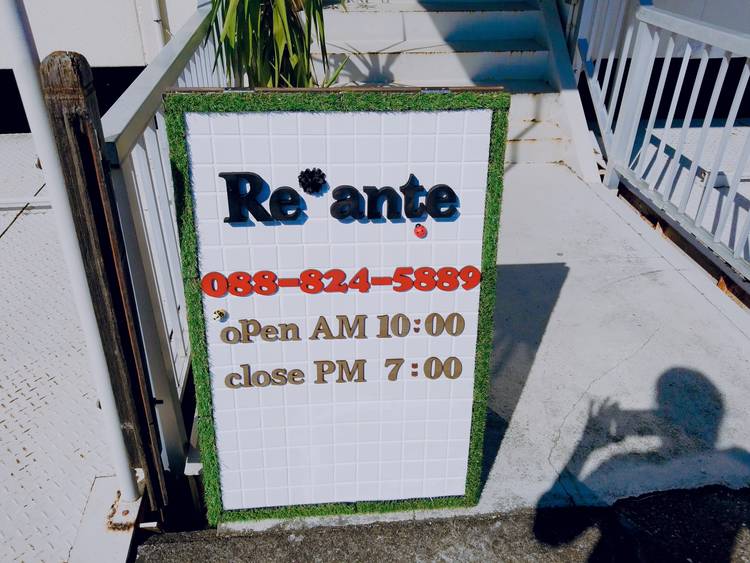 Re ante
088-824-5889
oPen AM 10:00
close PM 7:00